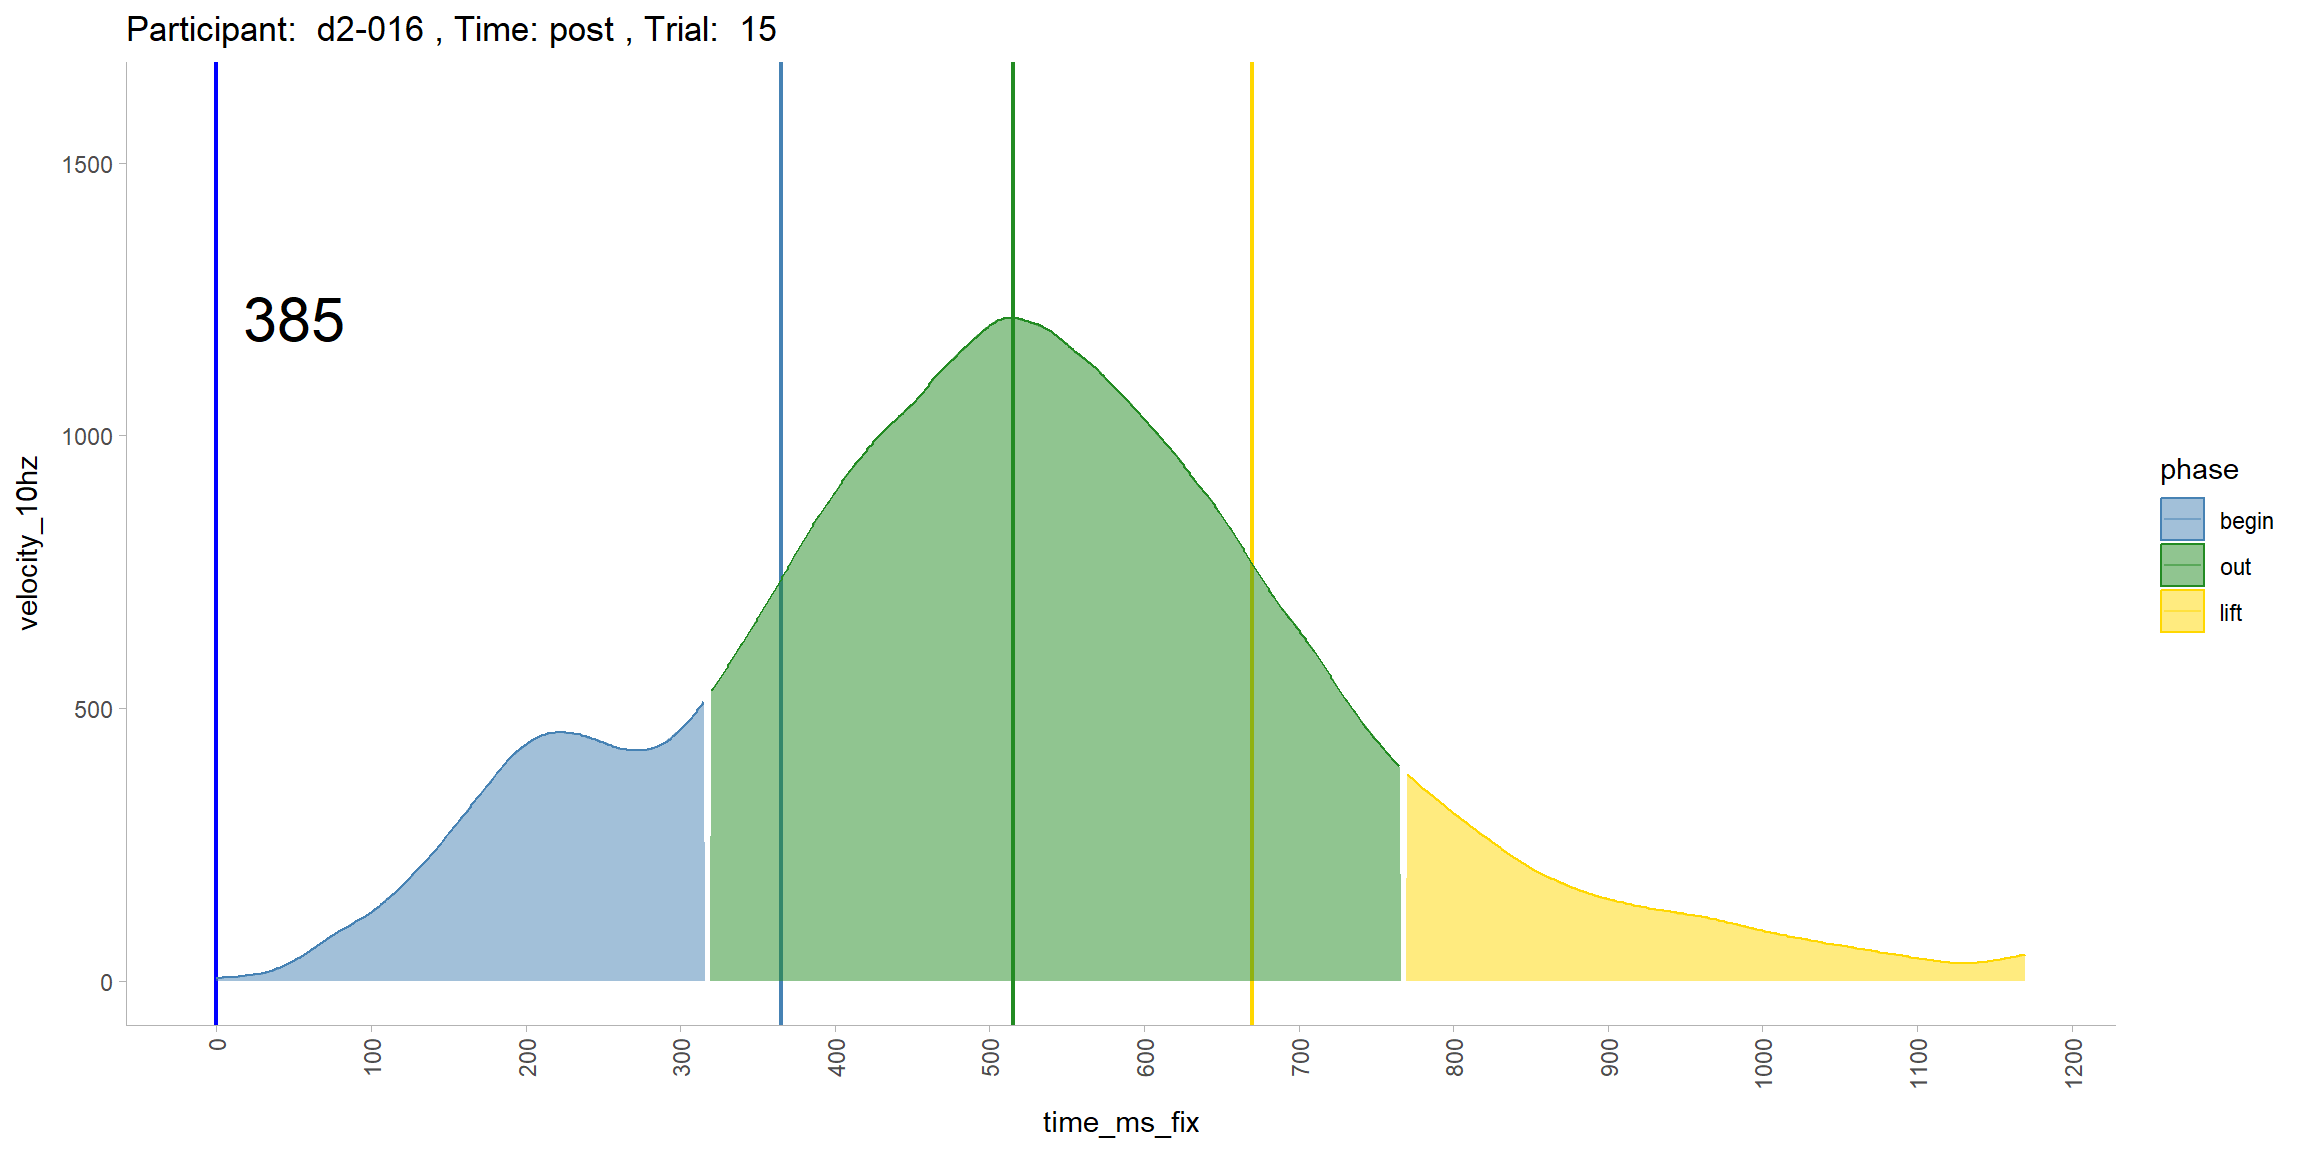 Participant:  d2-016 , Time: post , Trial:  15
1500
1000
500
0
velocity_10hz
385
0
100
200
300
400
500
600
700
800
900
1000
1100
1200
time_ms_fix
phase
begin
out
lift